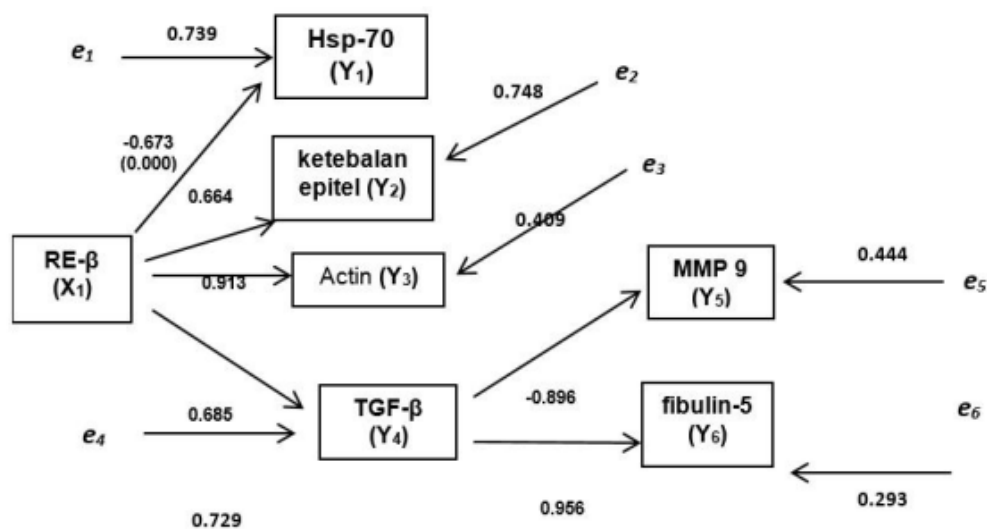 e1
0.739
Hsp-70
(Y1)
e2
0.748
-0.673
(0.000)
ketebalan
epitel (Y2)
0.664
e3
0.409
RE-β
(X1)
0.913
Actin (Y3)
MMP 9
(Y5)
0.444
e5
e4
0.685
TGF-β
(Y4)
-0.896
fibulin-5
(Y6)
e6
0.293
0.729
0.956